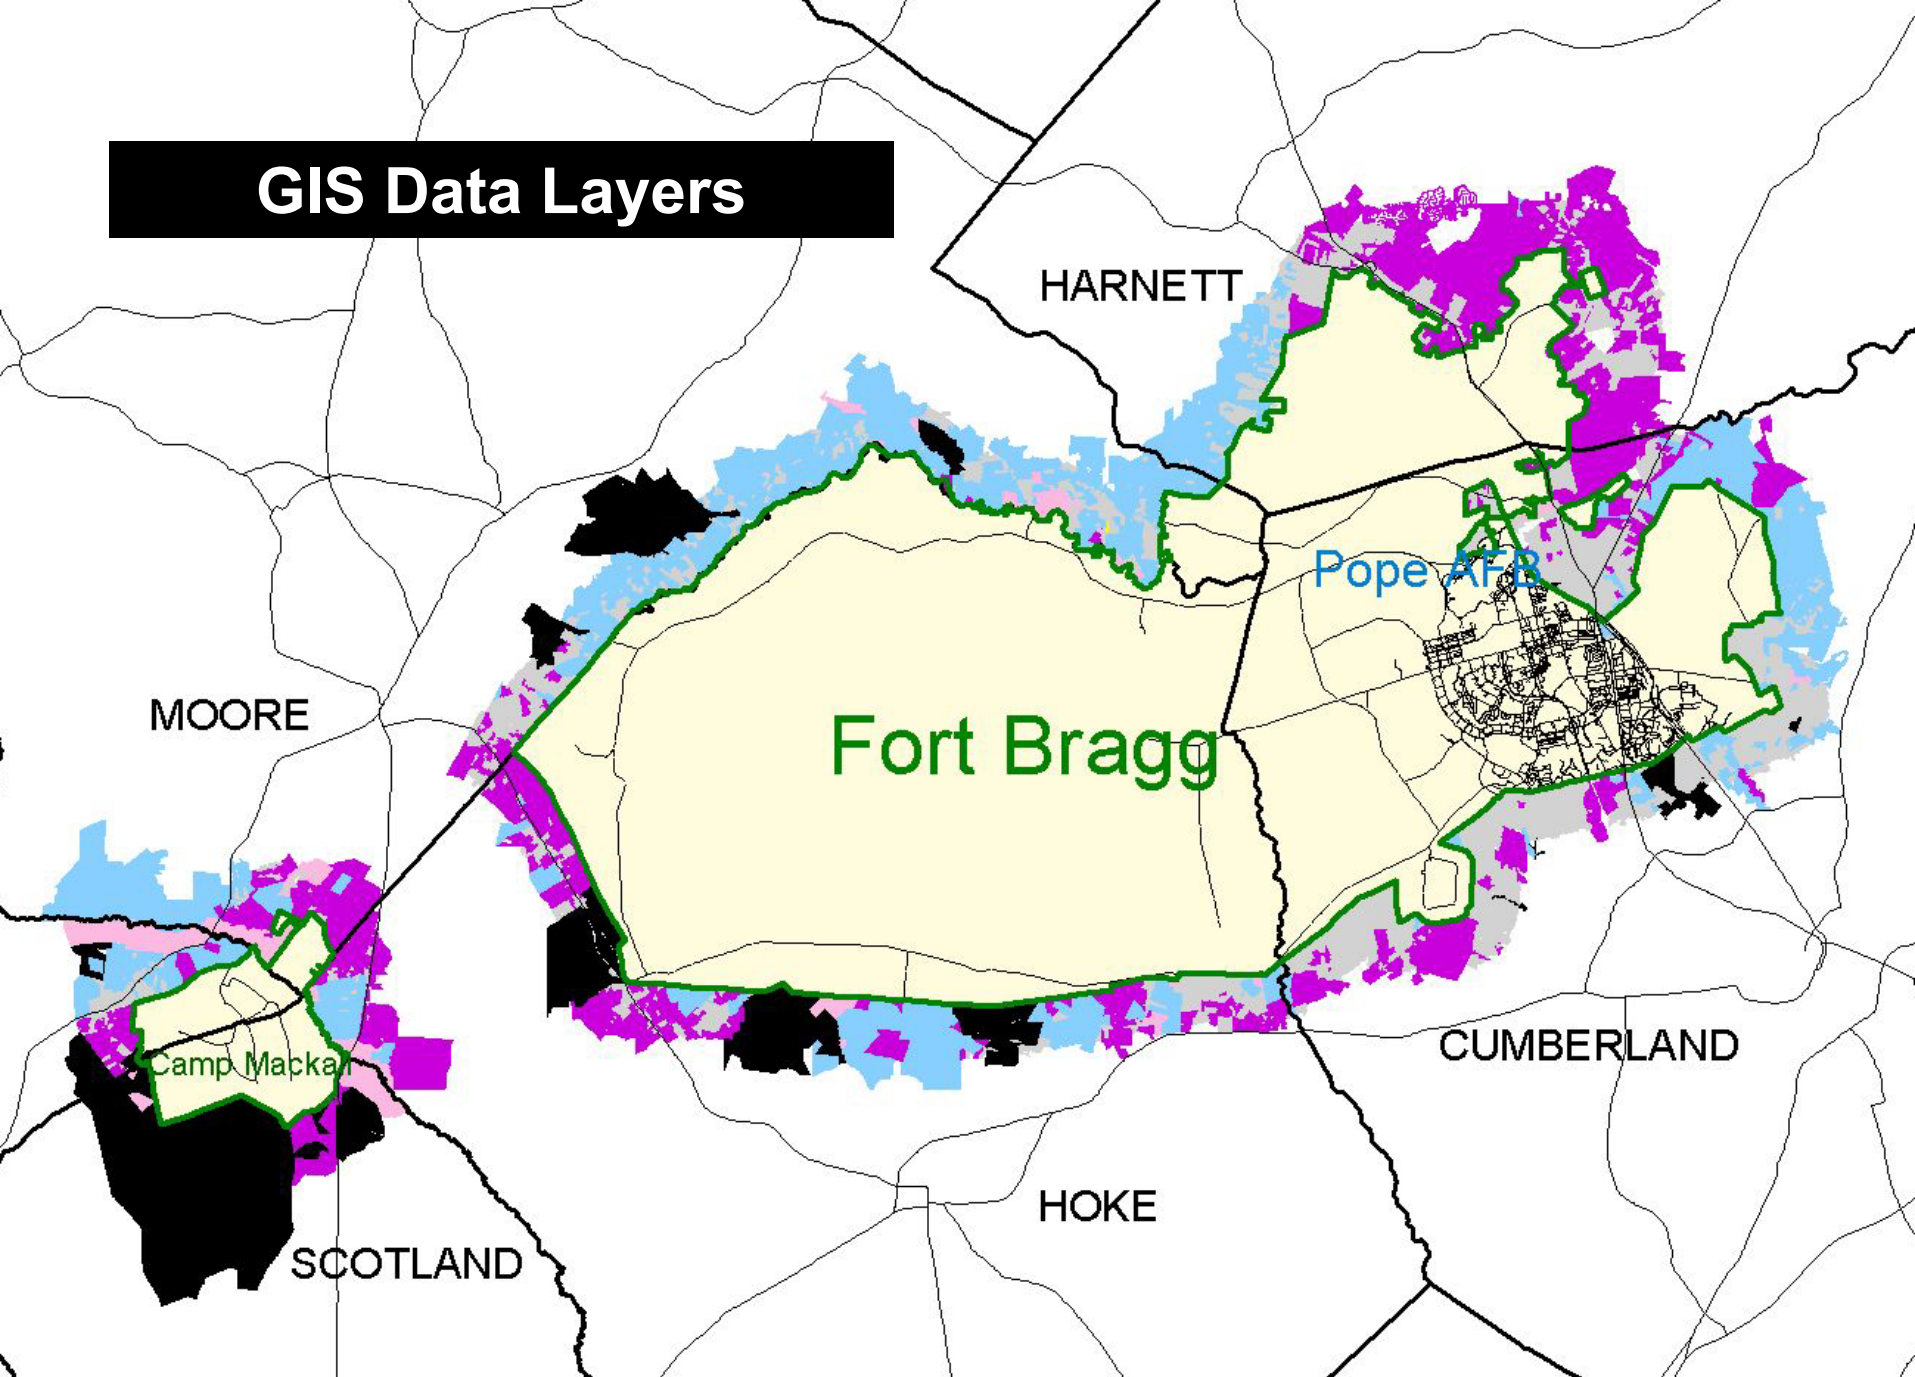 GIS Data Layers
HARNETT
Pope AFB
MOORE
Fort Bragg
CUMBERLAND
Camp Mackall
HOKE
SCOTLAND